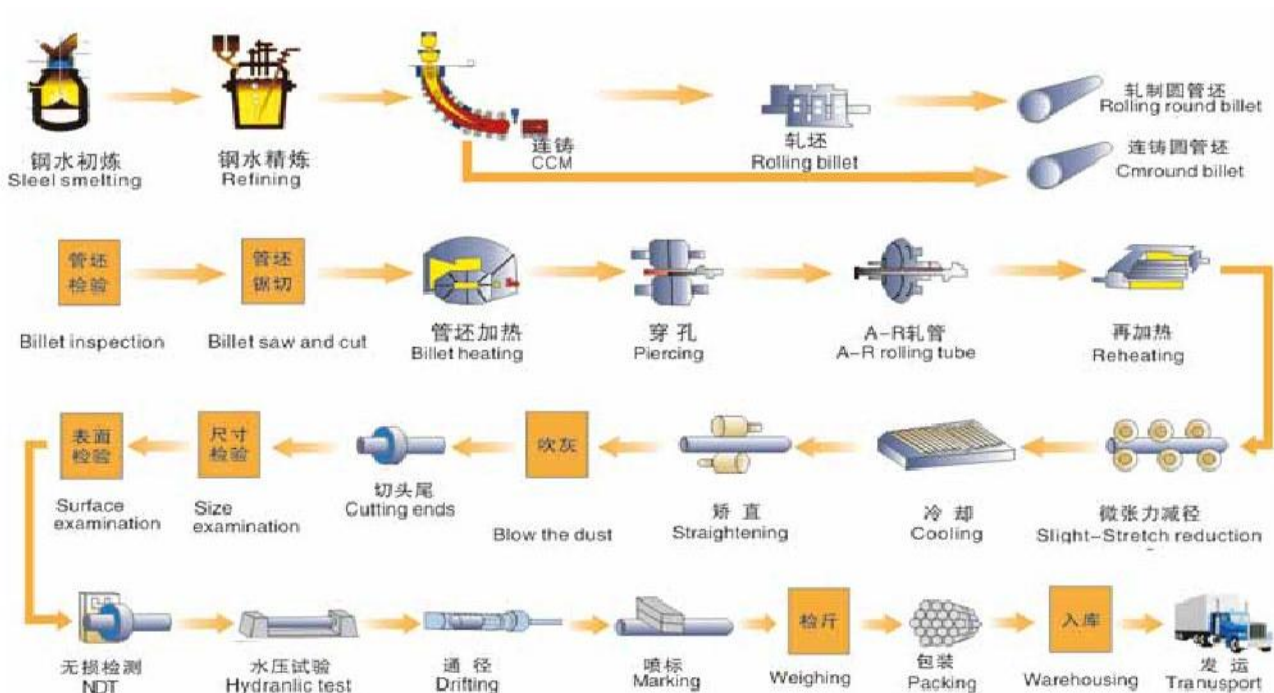 轧制圆管坯
Rolling round billet
钢水初炼
Sleel smelting
钢水精炼
Refining
连铸
CCM
轧坯
Rolling billet
连铸圆管坯
Cmround billet
管坯
检验
Billet inspection
管坯
锯切
Billet saw and cut
管坯加热
Billet heating
穿孔
Piercing
A-R轧管
A-R rolling tube
再加热
Reheating
表面
检验
Surface
examination
尺寸
检验
Size
examination
切头尾
Cutting ends
吹灰
Blow the dust
矫直
Straightening
冷却
Cooling
微张力减径
Slight-Stretch reduction
无损检测
NDT
水压试验
Hydranlic test
通径
Drifting
喷标
Marking
检斤
Weighing
包装
Packing
入库
Warehousing
发运
Tranusport